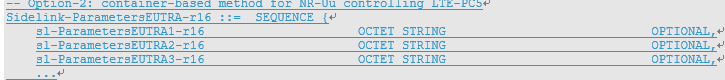 -- Option-2: container-based method for NR-Uu controlling LTE-PC5
Sidelink-ParametersEUTRA-r16 ::= SEQUENCE {
sl-ParametersEUTRA1-r16 OCTET STRING OPTIONAL,
sl-ParametersEUTRA2-r16 OCTET STRING OPTIONAL,
sl-ParametersEUTRA3-r16 OCTET STRING OPTIONAL,
...